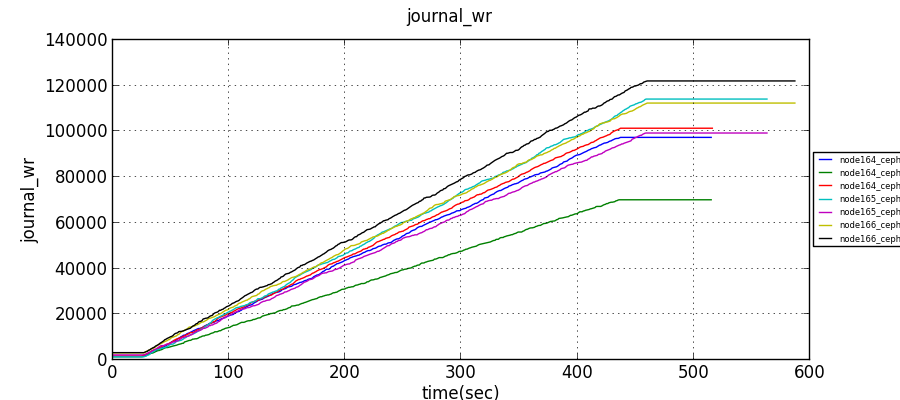 journal_wr
journal_wr
140000
120000
100000
80000
60000
40000
20000
0
0 100 200 300 400 500 600
time(sec)
node164_ceph
node164_ceph
node164_ceph
node165_ceph
node165_ceph
node166_ceph
node166_ceph